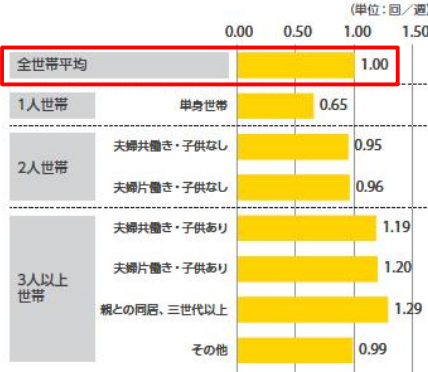 (単位:回/週)
0.00 0.50 1.00 1.50
全世帯平均 1.00
1人世帯 単身世帯 0.65
2人世帯
夫婦共働き・子供なし 0.95
夫婦片働き・子供なし 0.96
3人以上
世帯
夫婦共働き・子供あり 1.19
夫婦片働き・子供あり 1.20
親との同居、三世代以上 1.29
その他 0.99